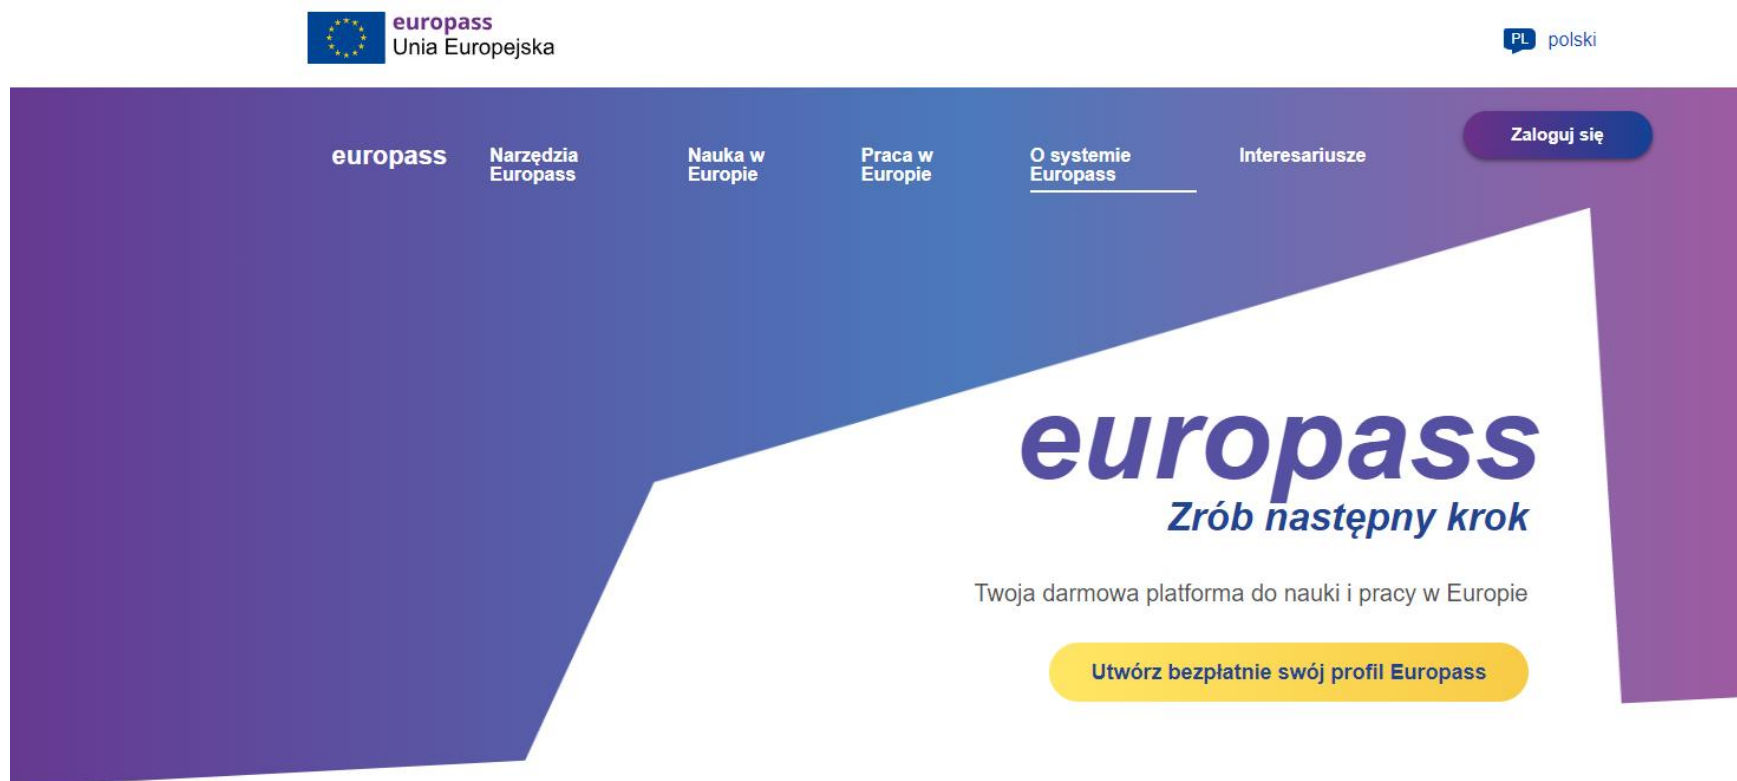 europass
Unia Europejska
PL polski
Zaloguj się
europass
Narzędzia
Europass
Nauka w
Europie
Praca w
Europie
O systemie
Europass
Interesariusze
europass
Zrób następny krok
Twoja darmowa platforma do nauki i pracy w Europie
Utwórz bezpłatnie swój profil Europass